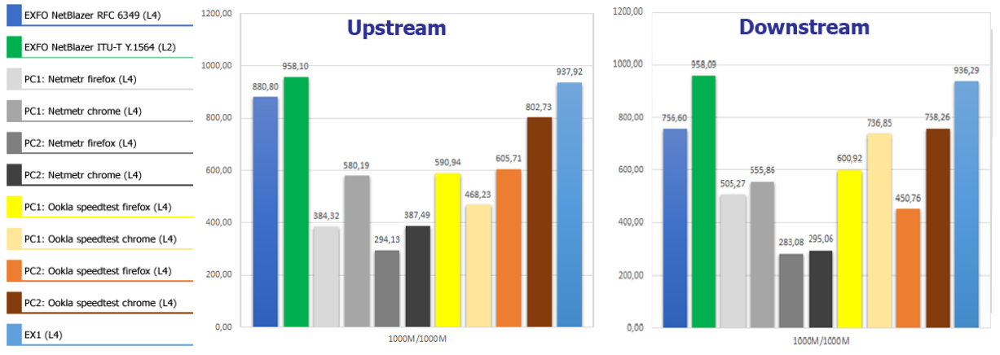 EXFO NetBlazer RFC 6349 (L4)
EXFO NetBlazer ITU-T Y.1564 (L2)
PC1: Netmetr firefox (L4)
PC1: Netmetr chrome (L4)
PC2: Netmetr firefox (L4)
PC2: Netmetr chrome (L4)
PC1: Ookla speedtest firefox (L4)
PC1: Ookla speedtest chrome (L4)
PC2: Ookla speedtest firefox (L4)
PC2: Ookla speedtest chrome (L4)
EX1 (L4)
Upstream
1200,00
1000,00
800,00
600,00
400,00
200,00
0,00
880,80
958,10
384,32
580,19
294,13
387,49
590,94
468,23
605,71
802,73
937,92
1000M/1000M
Downstream
1200,00
1000,00
800,00
600,00
400,00
200,00
0,00
756,60
958,09
505,27
555,86
283,08
295,06
600,92
736,85
450,76
758,26
936,29
1000M/1000M